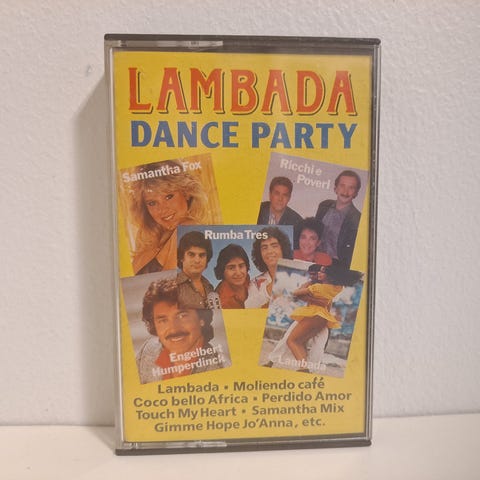 LAMBADA
DANCE PARTY
Samantha Fox
Ricchi e
Poveri
Rumba Tres
Engelbert
Humperdinck
Lambada
Lambada • Moliendo café
Coco bello Africa • Perdido Amor
Touch My Heart • Samantha Mix
Gimme Hope Jo'Anna, etc.